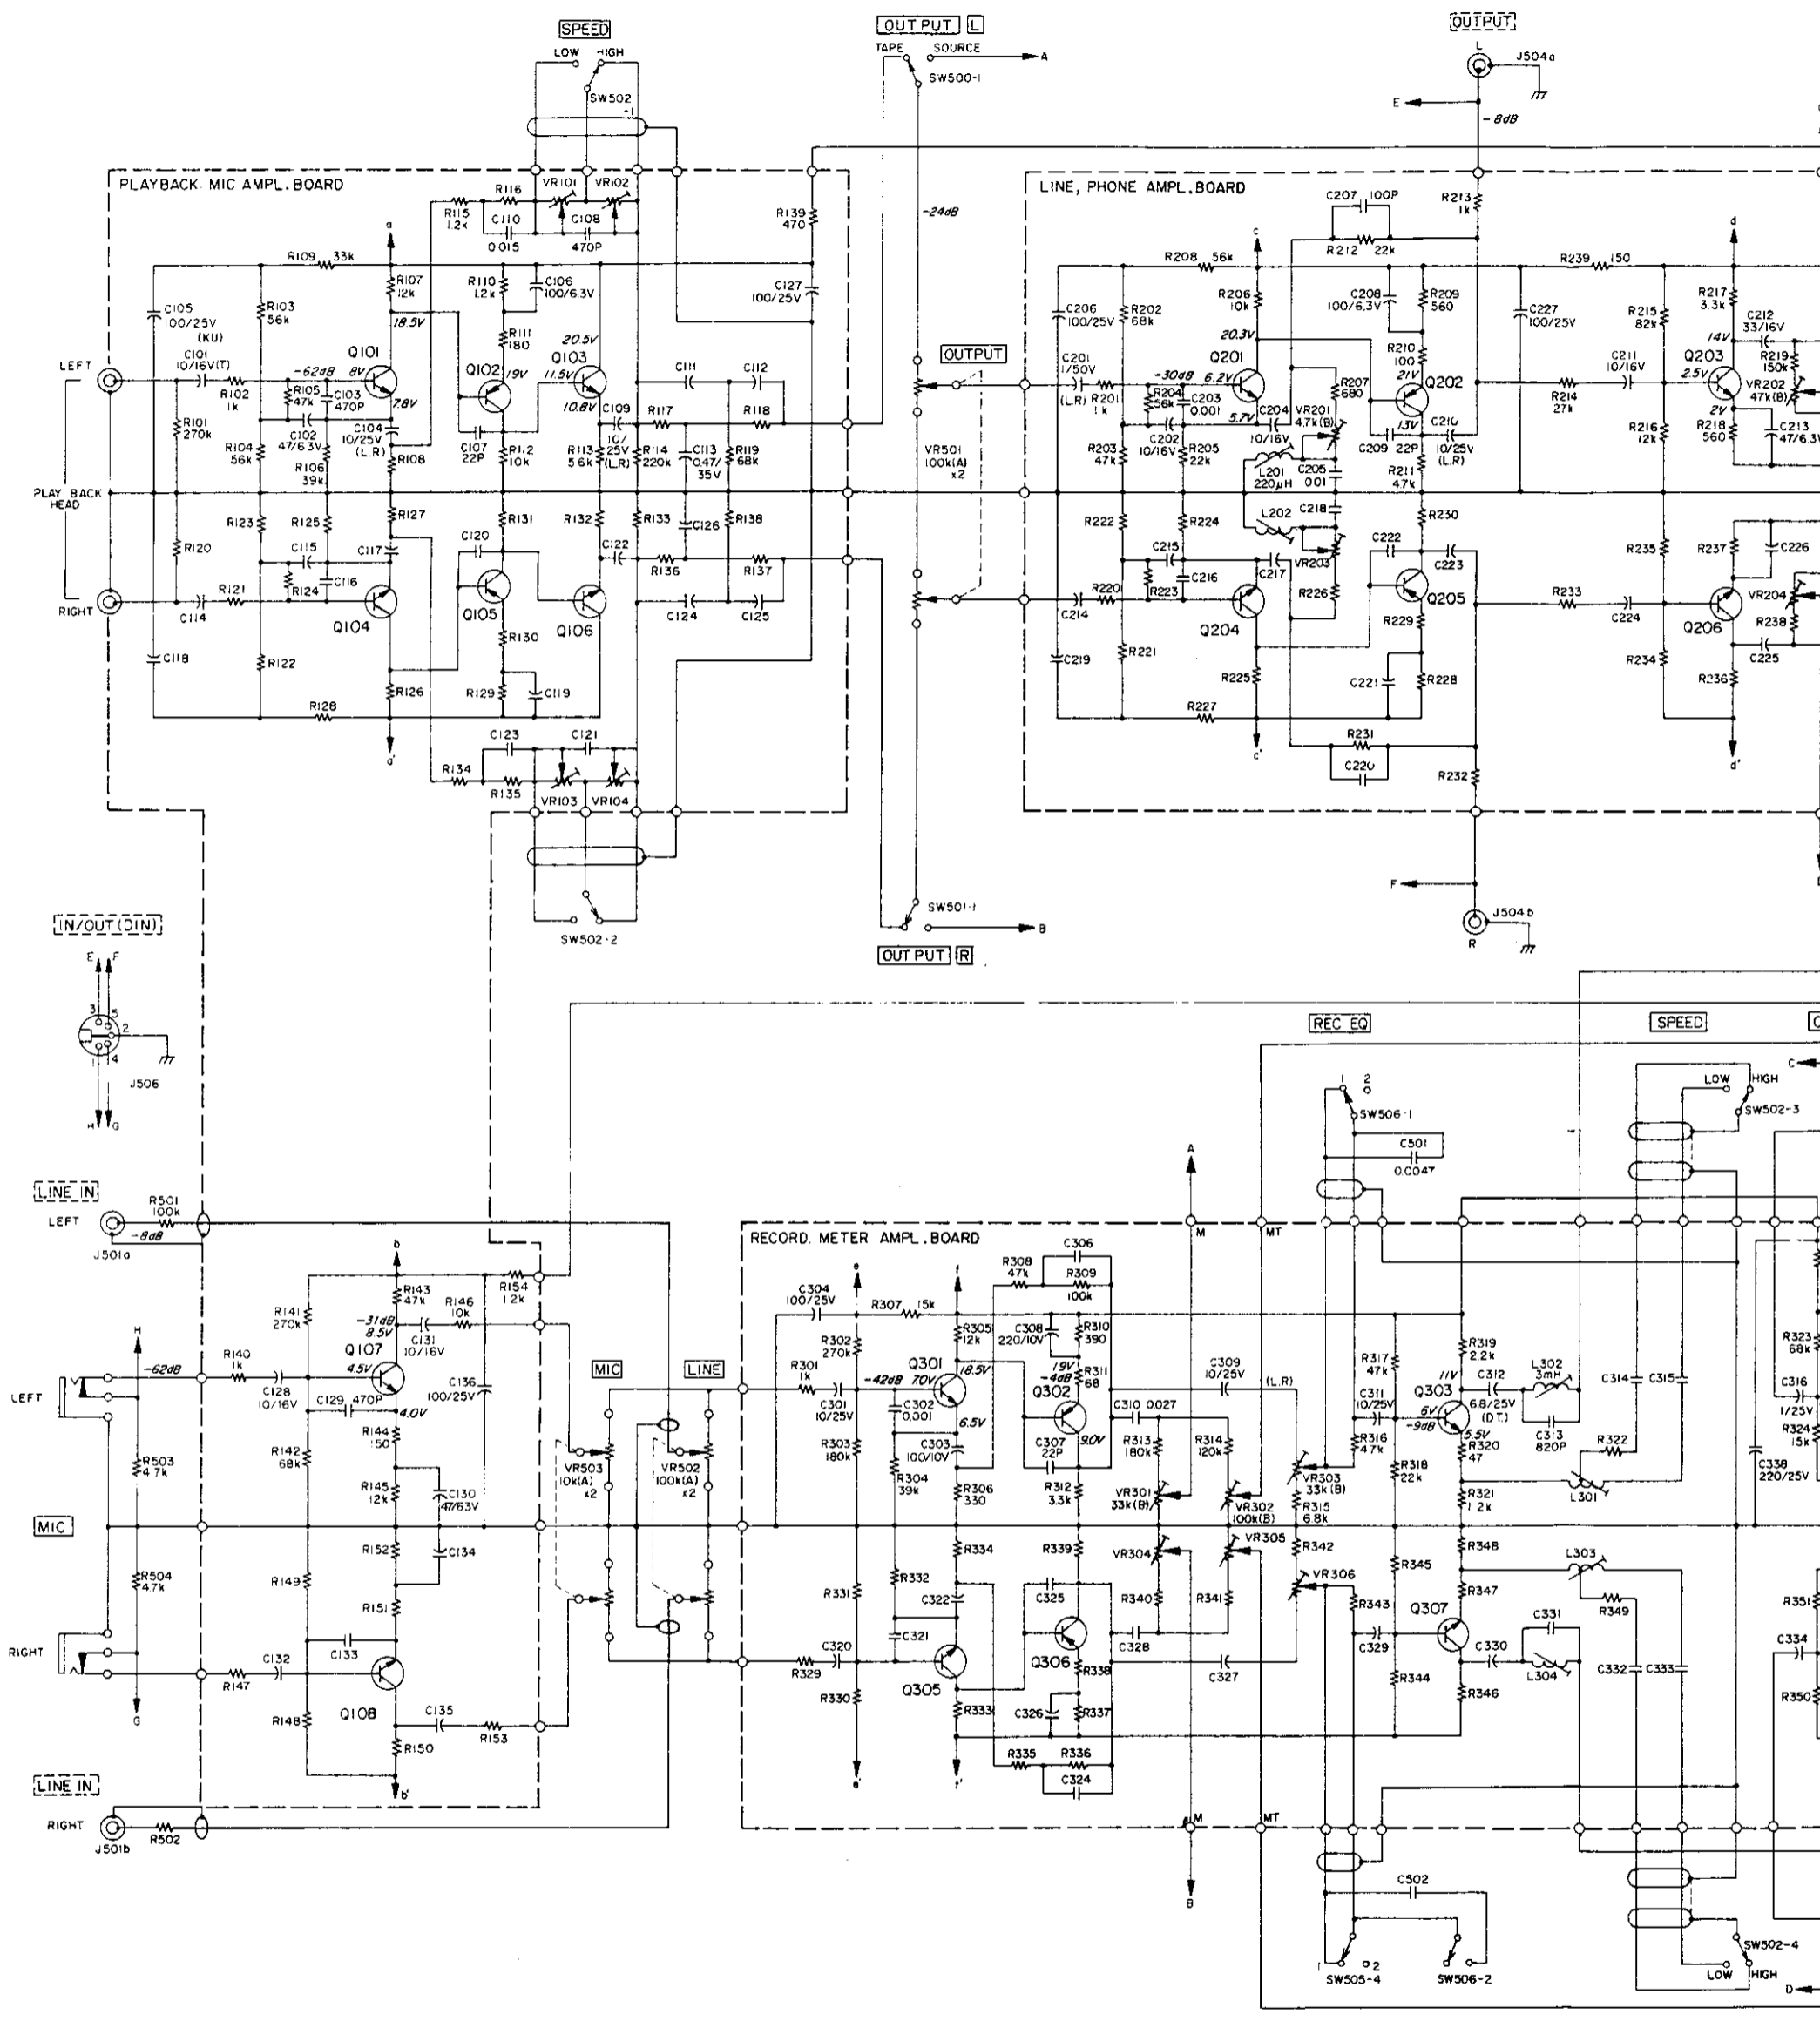 SPEED
LOW HIGH
SW502
-1
OUTPUT L
TAPE SOURCE
A
SW500-1
OUTPUT
L
J504a
E
-8dB
PLAYBACK MIC AMPL. BOARD
R115
1.2k
R116
C110
0.015
VR101
VR102
C108
470P
R139
470
a
R109 33k
R107
12k
18.5V
R110
1.2k
C106
100/6.3V
R111
180
20.5V
C127
100/25V
C105
100/25V
(KU)
R103
56k
LEFT
C101
10/16V(T)
R102
1k
-62dB
8V
Q101
R105
47k
C103
470P
7.8V
Q102
19V
Q103
11.5V
10.8V
C111
C112
R101
270k
R104
56k
C102
47/6.3V
R106
39k
C104
10/25V
(L.R)
R108
C107
22P
R112
10k
R113
5.6k
C109
10/
25V
(L.R)
R117
R118
R114
220k
C113
0.47/
35V
R119
68k
PLAY BACK
HEAD
R120
R123
R125
R127
R131
R132
R133
C126
R138
C115
C117
C120
C122
R136
R137
R124
C116
RIGHT
C114
R121
Q104
Q105
Q106
C124
C125
C118
R122
R130
R126
R129
C119
R128
a'
C123
C121
R134
R135
VR103
VR104
SW502-2
-24dB
OUTPUT
VR501
100k(A)
x2
SW501-1
B
OUTPUT R
LINE, PHONE AMPL. BOARD
C207 100P
R213
1k
R212 22k
c
R208 56k
R206
10k
C208
100/6.3V
R209
560
C206
100/25V
R202
68k
20.3V
R210
100
21V
C227
100/25V
R239 150
d
R217
3.3k
R215
82k
14V
C212
33/16V
R219
150k
C201
1/50V
(L.R)
R201
1k
-30dB
6.2V
Q201
R204
56k
C203
0.001
5.7V
C204
10/16V
VR201
4.7k(B)
R207
680
Q202
13V
C210
10/25V
(L.R)
C211
10/16V
R214
27k
Q203
2.5V
2V
VR202
47k(B)
R203
47k
C202
10/16V
R205
22k
L201
220μH
C205
0.01
C209 22P
R211
4.7k
R216
12k
R218
560
C213
47/6.3V
R222
R224
L202
C218
R230
C215
C216
C217
VR203
C222
C223
R235
R237
C226
C214
R220
R223
Q204
R226
Q205
R233
C224
Q206
VR204
R238
C225
C219
R221
R225
R229
C221
R228
R234
R236
R227
c'
R231
C220
R232
d'
F
J504b
R
IN/OUT (DIN)
E F
3 5
2
1 4
J506
H G
LINE IN
LEFT
R501
100k
-8dB
J501a
REC EQ
1 2
SW506-1
C501
0.0047
SPEED
C
LOW HIGH
SW502-3
A
M MT
b
R154
1.2k
R143
47k
R146
10k
R141
270k
-31dB
8.5V
C131
10/16V
H
R140
1k
-62dB
Q107
4.5V
C128
10/16V
C129 470P
4.0V
C136
100/25V
LEFT
R144
150
R142
68k
R503
4.7k
R145
12k
C130
47/63V
MIC
R152
C134
R504
4.7k
R149
R151
C133
RIGHT
R147
C132
Q108
C135
R153
G
R148
R150
b'
LINE IN
RIGHT
J501b
R502
MIC
LINE
VR503
10k(A)
x2
VR502
100k(A)
x2
RECORD. METER AMPL. BOARD
C306
R308
47k
R309
100k
e
f
C304
100/25V
R307 15k
C308
220/10V
R310
390
R302
270k
R305
12k
18.5V
19V
-4dB
R311
68
R301
1k
C301
10/25V
-42dB
7.0V
Q301
Q302
C309
10/25V
(L.R)
C302
0.001
6.5V
C310 0.027
R303
180k
C303
100/10V
C307
22P
9.0V
R313
180k
R314
120k
R304
39k
R306
330
R312
3.3k
VR301
33k(B)
VR302
100k(B)
VR303
33k(B)
R315
6.8k
R317
47k
C311
10/25V
R316
47k
R318
22k
6V
-9dB
Q303
11V
5.5V
R319
2.2k
C312
6.8/25V
(D.T.)
L302
3mH
C313
820P
R320
47
R321
1.2k
L301
R322
C314
C315
R323
68k
C316
1/25V
R324
15k
C338
220/25V
R334
R339
VR304
VR305
R342
R345
R348
L303
R332
R331
C322
C325
R340
R341
VR306
R343
R347
R349
R351
C321
C320
R329
Q305
Q306
C328
C327
C329
Q307
C331
C330
L304
C332
C333
C334
R330
R333
R338
R337
C326
R344
R346
R350
R335
R336
C324
e'
f'
M MT
B
C502
1 2
SW505-4
SW506-2
SW502-4
LOW HIGH
D